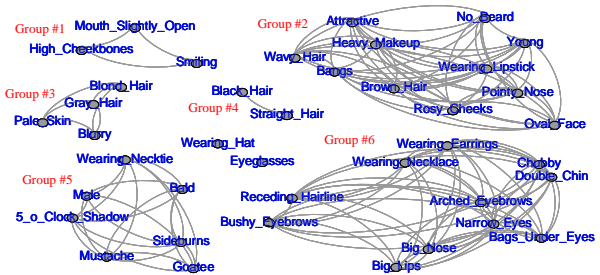 Group #1
Mouth_Slightly_Open
High_Cheekbones
Smiling
Group #2
Attractive
No_Beard
Heavy_Makeup
Young
Wavy_Hair
Bangs
Wearing_Lipstick
Brown_Hair
Pointy_Nose
Rosy_Cheeks
Oval_Face
Group #3
Blond_Hair
Gray_Hair
Pale_Skin
Blurry
Black_Hair
Group #4
Straight_Hair
Wearing_Hat
Eyeglasses
Group #5
Wearing_Necktie
Male
Bald
5_o_Clock_Shadow
Sideburns
Mustache
Goatee
Group #6
Wearing_Earrings
Wearing_Necklace
Chubby
Double_Chin
Receding_Hairline
Arched_Eyebrows
Bushy_Eyebrows
Narrow_Eyes
Bags_Under_Eyes
Big_Nose
Big_Lips